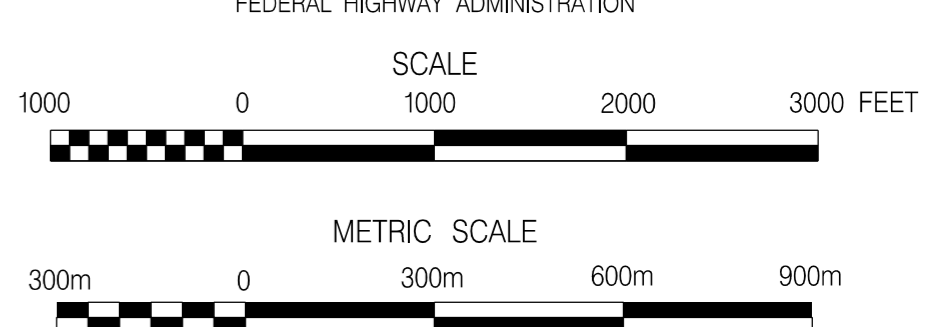 FEDERAL HIGHWAY ADMINISTRATION
SCALE
1000 0 1000 2000 3000 FEET
METRIC SCALE
300m 0 300m 600m 900m